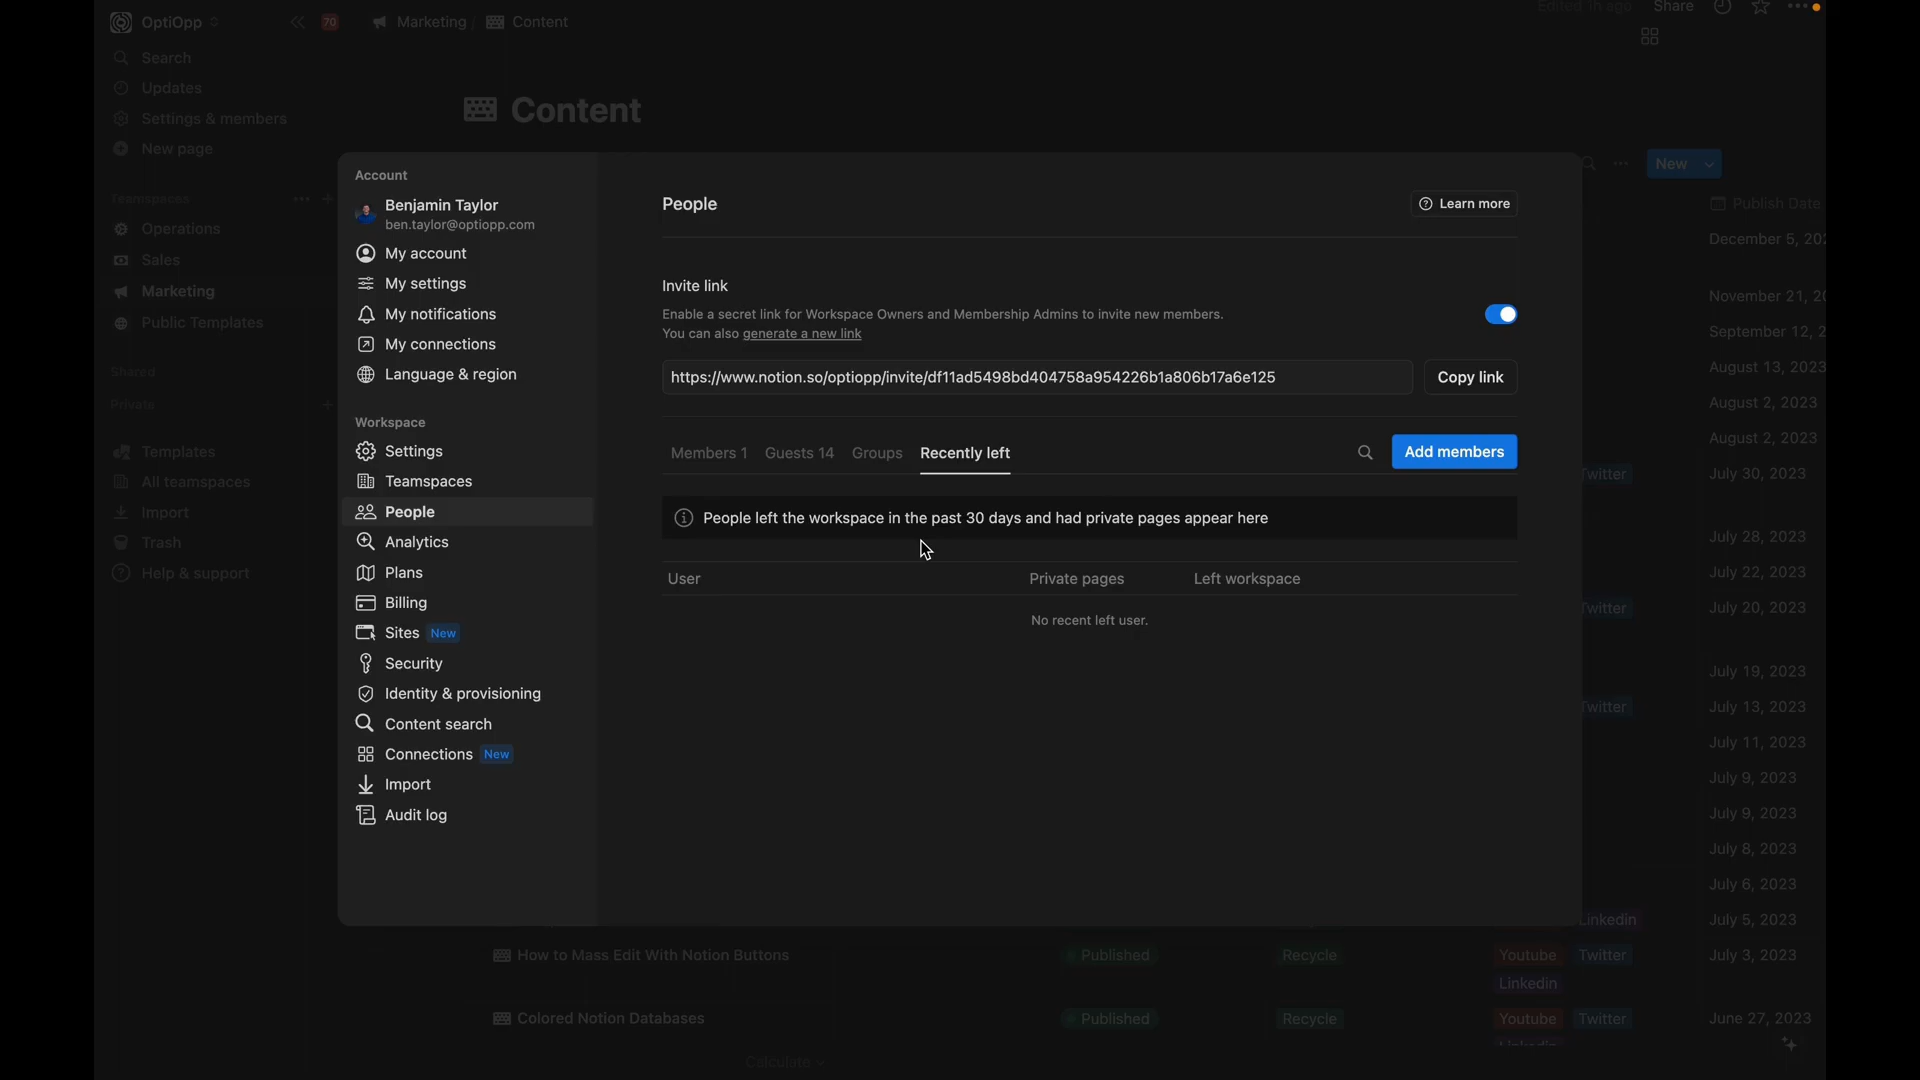 OptiOpp
70
Marketing / Content
Edited 1h ago
Share
Search
Updates
Settings & members
New page
Teamspaces
Operations
Sales
Marketing
Public Templates
Shared
Private
Templates
All teamspaces
Import
Trash
Help & support
Content
New
Publish Date
Account
Benjamin Taylor
ben.taylor@optiopp.com
My account
My settings
My notifications
My connections
Language & region
Workspace
Settings
Teamspaces
People
Analytics
Plans
Billing
Sites New
Security
Identity & provisioning
Content search
Connections New
Import
Audit log
People
Learn more
Invite link
Enable a secret link for Workspace Owners and Membership Admins to invite new members.
You can also generate a new link
https://www.notion.so/optiopp/invite/df11ad5498bd404758a954226b1a806b17a6e125
Copy link
Members 1 Guests 14 Groups Recently left
Add members
People left the workspace in the past 30 days and had private pages appear here
User Private pages Left workspace
No recent left user.
December 5, 202
November 21, 20
September 12, 2
August 13, 2023
August 2, 2023
August 2, 2023
Twitter July 30, 2023
July 28, 2023
July 22, 2023
Twitter July 20, 2023
July 19, 2023
Twitter July 13, 2023
July 11, 2023
July 9, 2023
July 9, 2023
July 8, 2023
July 6, 2023
Linkedin July 5, 2023
How to Mass Edit With Notion Buttons Published Recycle Youtube Twitter July 3, 2023
Linkedin
Colored Notion Databases Published Recycle Youtube Twitter June 27, 2023
Linkedin
Calculate